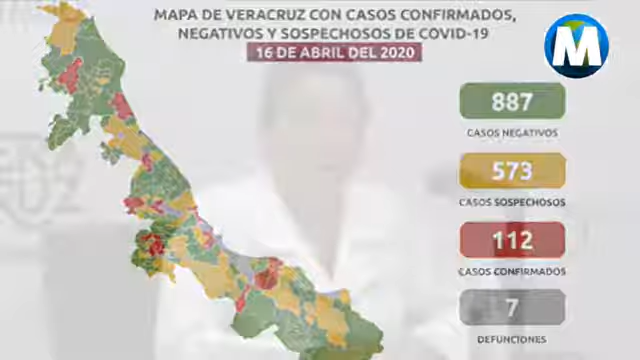 MAPA DE VERACRUZ CON CASOS CONFIRMADOS,
NEGATIVOS Y SOSPECHOSOS DE COVID-19
16 DE ABRIL DEL 2020
M
887
CASOS NEGATIVOS
573
CASOS SOSPECHOSOS
112
CASOS CONFIRMADOS
7
DEFUNCIONES